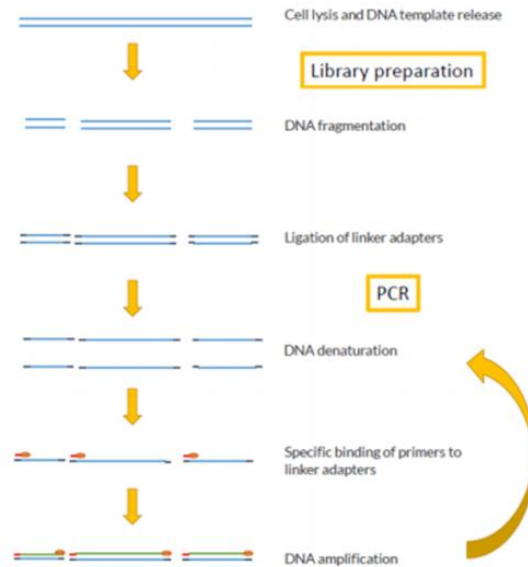 Cell lysis and DNA template release
Library preparation
DNA fragmentation
Ligation of linker adapters
PCR
DNA denaturation
Specific binding of primers to
linker adapters
DNA amplification